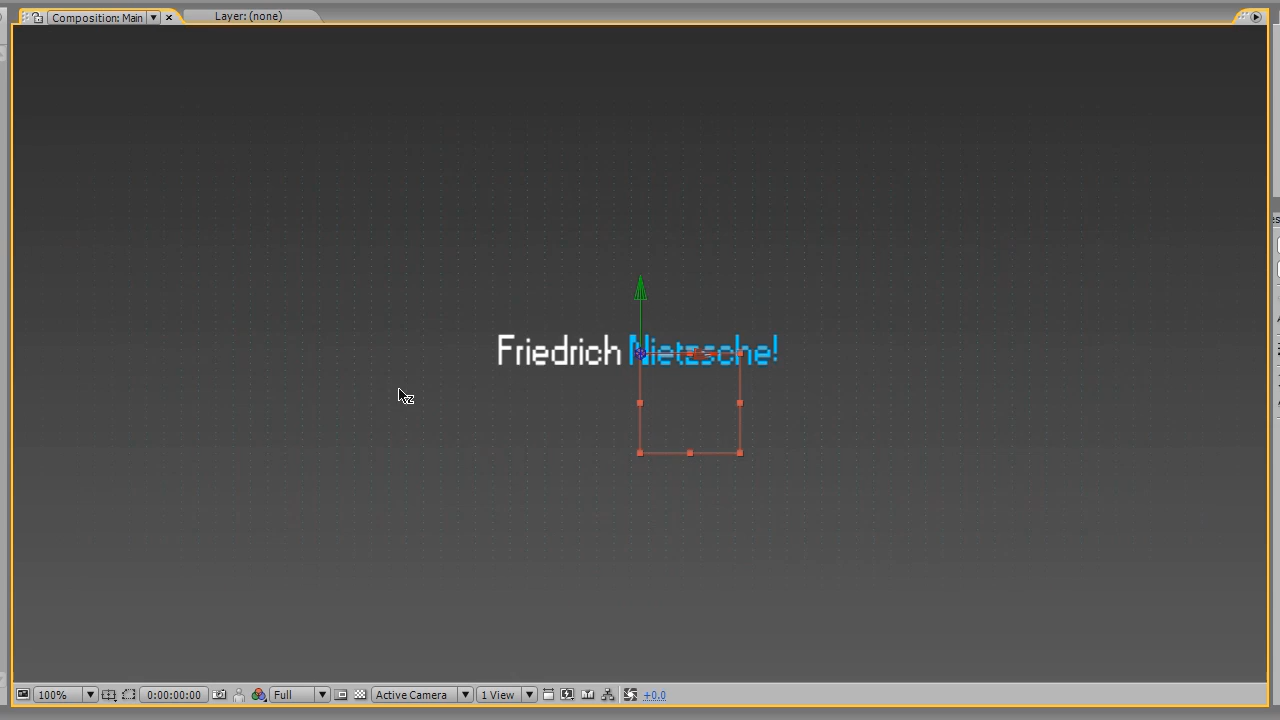 Composition: Main
Layer: (none)
Friedrich Nietzsche!
100%
0:00:00:00
Full
Active Camera
1 View
+0.0